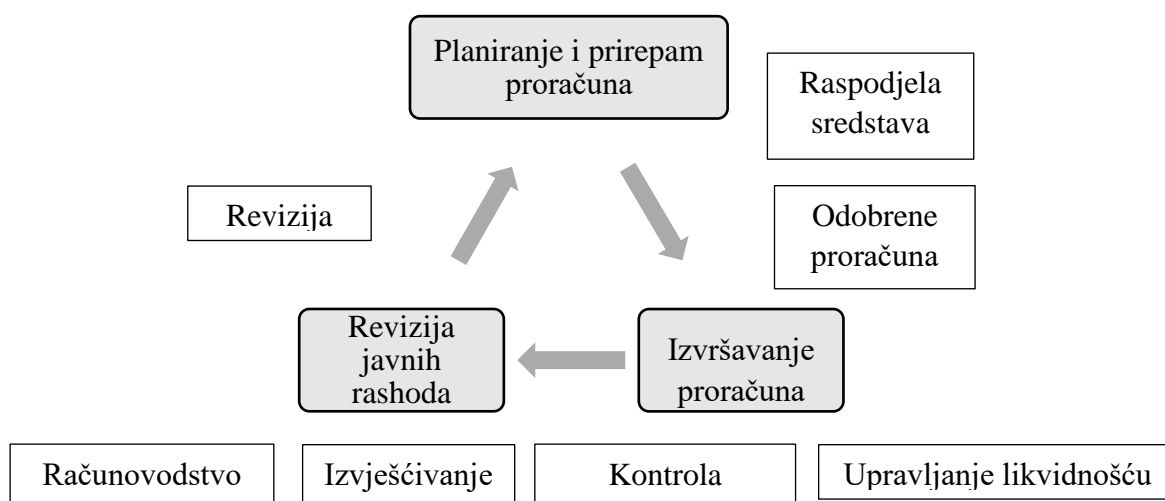 Planiranje i prirepam
proračuna
Raspodjela
sredstava
Revizija
Odobrene
proračuna
Revizija
javnih
rashoda
Izvršavanje
proračuna
Računovodstvo
Izvješćivanje
Kontrola
Upravljanje likvidnošću